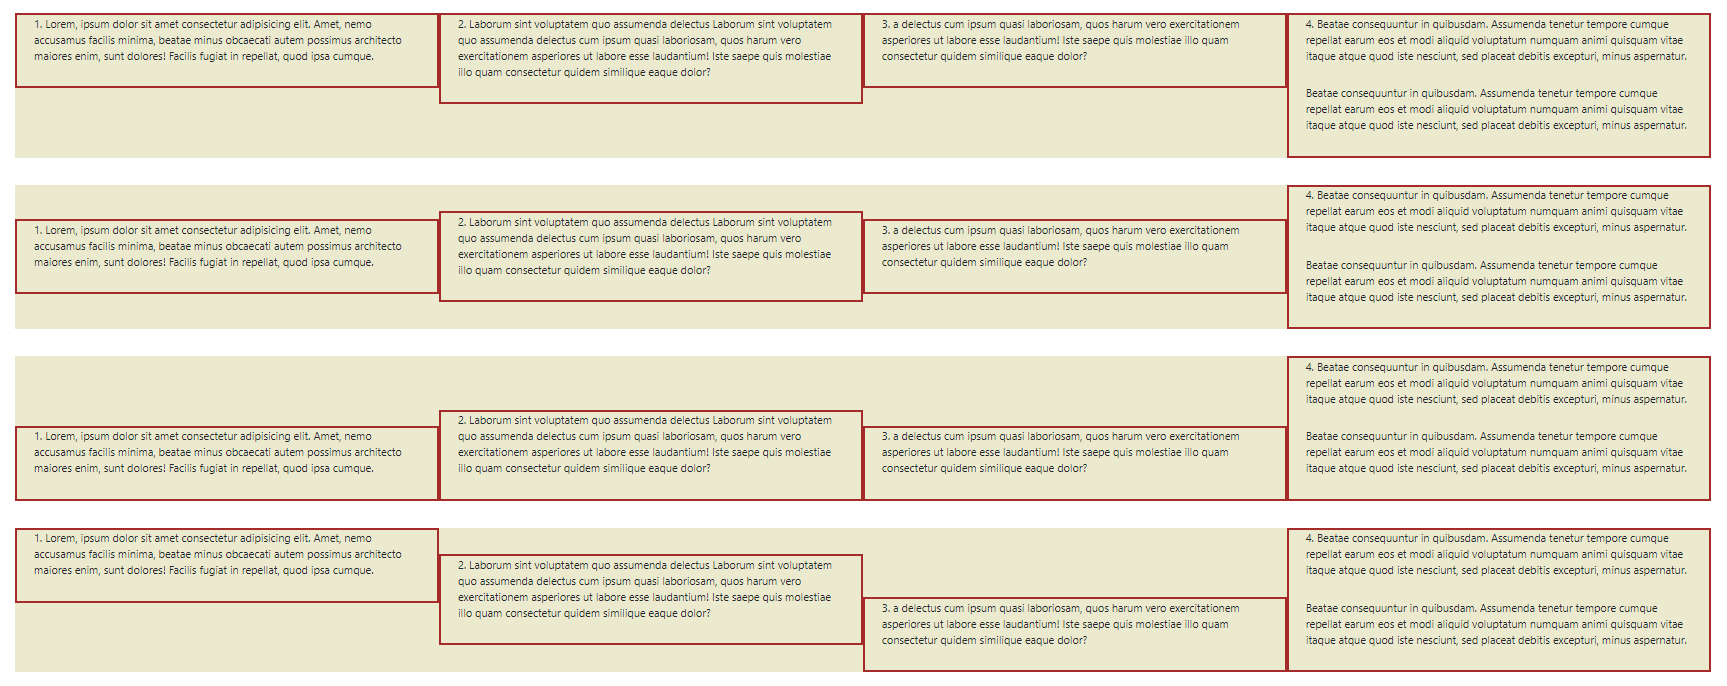 1. Lorem, ipsum dolor sit amet consectetur adipisicing elit. Amet, nemo
accusamus facilis minima, beatae minus obcaecati autem possimus architecto
maiores enim, sunt dolores! Facilis fugiat in repellat, quod ipsa cumque.
2. Laborum sint voluptatem quo assumenda delectus Laborum sint voluptatem
quo assumenda delectus cum ipsum quasi laboriosam, quos harum vero
exercitationem asperiores ut labore esse laudantium! Iste saepe quis molestiae
illo quam consectetur quidem similique eaque dolor?
3. a delectus cum ipsum quasi laboriosam, quos harum vero exercitationem
asperiores ut labore esse laudantium! Iste saepe quis molestiae illo quam
consectetur quidem similique eaque dolor?
4. Beatae consequuntur in quibusdam. Assumenda tenetur tempore cumque
repellat earum eos et modi aliquid voluptatum numquam animi quisquam vitae
itaque atque quod iste nesciunt, sed placeat debitis excepturi, minus aspernatur.
Beatae consequuntur in quibusdam. Assumenda tenetur tempore cumque
repellat earum eos et modi aliquid voluptatum numquam animi quisquam vitae
itaque atque quod iste nesciunt, sed placeat debitis excepturi, minus aspernatur.
1. Lorem, ipsum dolor sit amet consectetur adipisicing elit. Amet, nemo
accusamus facilis minima, beatae minus obcaecati autem possimus architecto
maiores enim, sunt dolores! Facilis fugiat in repellat, quod ipsa cumque.
2. Laborum sint voluptatem quo assumenda delectus Laborum sint voluptatem
quo assumenda delectus cum ipsum quasi laboriosam, quos harum vero
exercitationem asperiores ut labore esse laudantium! Iste saepe quis molestiae
illo quam consectetur quidem similique eaque dolor?
3. a delectus cum ipsum quasi laboriosam, quos harum vero exercitationem
asperiores ut labore esse laudantium! Iste saepe quis molestiae illo quam
consectetur quidem similique eaque dolor?
4. Beatae consequuntur in quibusdam. Assumenda tenetur tempore cumque
repellat earum eos et modi aliquid voluptatum numquam animi quisquam vitae
itaque atque quod iste nesciunt, sed placeat debitis excepturi, minus aspernatur.
Beatae consequuntur in quibusdam. Assumenda tenetur tempore cumque
repellat earum eos et modi aliquid voluptatum numquam animi quisquam vitae
itaque atque quod iste nesciunt, sed placeat debitis excepturi, minus aspernatur.
1. Lorem, ipsum dolor sit amet consectetur adipisicing elit. Amet, nemo
accusamus facilis minima, beatae minus obcaecati autem possimus architecto
maiores enim, sunt dolores! Facilis fugiat in repellat, quod ipsa cumque.
2. Laborum sint voluptatem quo assumenda delectus Laborum sint voluptatem
quo assumenda delectus cum ipsum quasi laboriosam, quos harum vero
exercitationem asperiores ut labore esse laudantium! Iste saepe quis molestiae
illo quam consectetur quidem similique eaque dolor?
3. a delectus cum ipsum quasi laboriosam, quos harum vero exercitationem
asperiores ut labore esse laudantium! Iste saepe quis molestiae illo quam
consectetur quidem similique eaque dolor?
4. Beatae consequuntur in quibusdam. Assumenda tenetur tempore cumque
repellat earum eos et modi aliquid voluptatum numquam animi quisquam vitae
itaque atque quod iste nesciunt, sed placeat debitis excepturi, minus aspernatur.
Beatae consequuntur in quibusdam. Assumenda tenetur tempore cumque
repellat earum eos et modi aliquid voluptatum numquam animi quisquam vitae
itaque atque quod iste nesciunt, sed placeat debitis excepturi, minus aspernatur.
1. Lorem, ipsum dolor sit amet consectetur adipisicing elit. Amet, nemo
accusamus facilis minima, beatae minus obcaecati autem possimus architecto
maiores enim, sunt dolores! Facilis fugiat in repellat, quod ipsa cumque.
2. Laborum sint voluptatem quo assumenda delectus Laborum sint voluptatem
quo assumenda delectus cum ipsum quasi laboriosam, quos harum vero
exercitationem asperiores ut labore esse laudantium! Iste saepe quis molestiae
illo quam consectetur quidem similique eaque dolor?
3. a delectus cum ipsum quasi laboriosam, quos harum vero exercitationem
asperiores ut labore esse laudantium! Iste saepe quis molestiae illo quam
consectetur quidem similique eaque dolor?
4. Beatae consequuntur in quibusdam. Assumenda tenetur tempore cumque
repellat earum eos et modi aliquid voluptatum numquam animi quisquam vitae
itaque atque quod iste nesciunt, sed placeat debitis excepturi, minus aspernatur.
Beatae consequuntur in quibusdam. Assumenda tenetur tempore cumque
repellat earum eos et modi aliquid voluptatum numquam animi quisquam vitae
itaque atque quod iste nesciunt, sed placeat debitis excepturi, minus aspernatur.